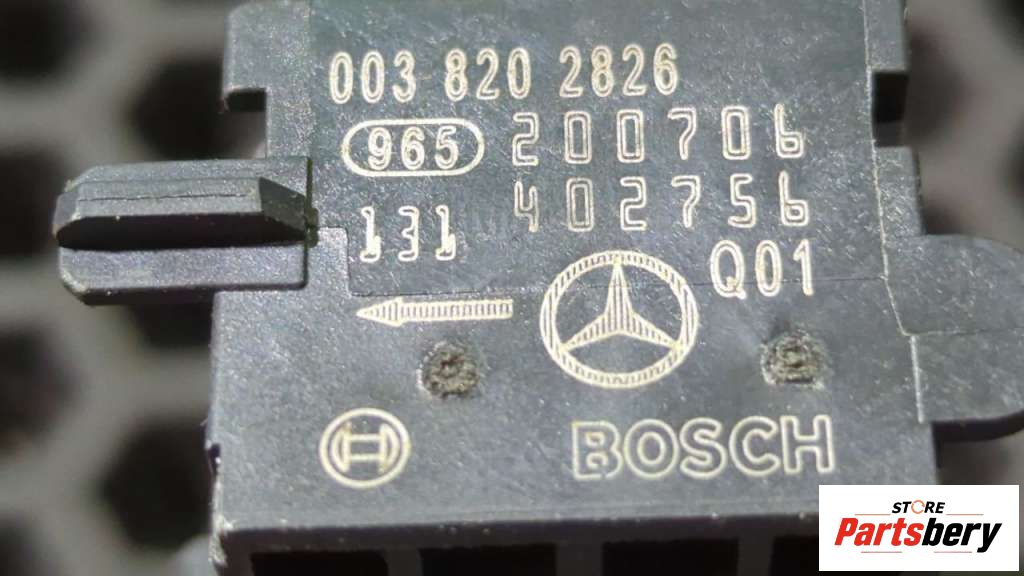 003 820 2826
965 200706
131 402756
Q01
BOSCH
STORE
Partsbery